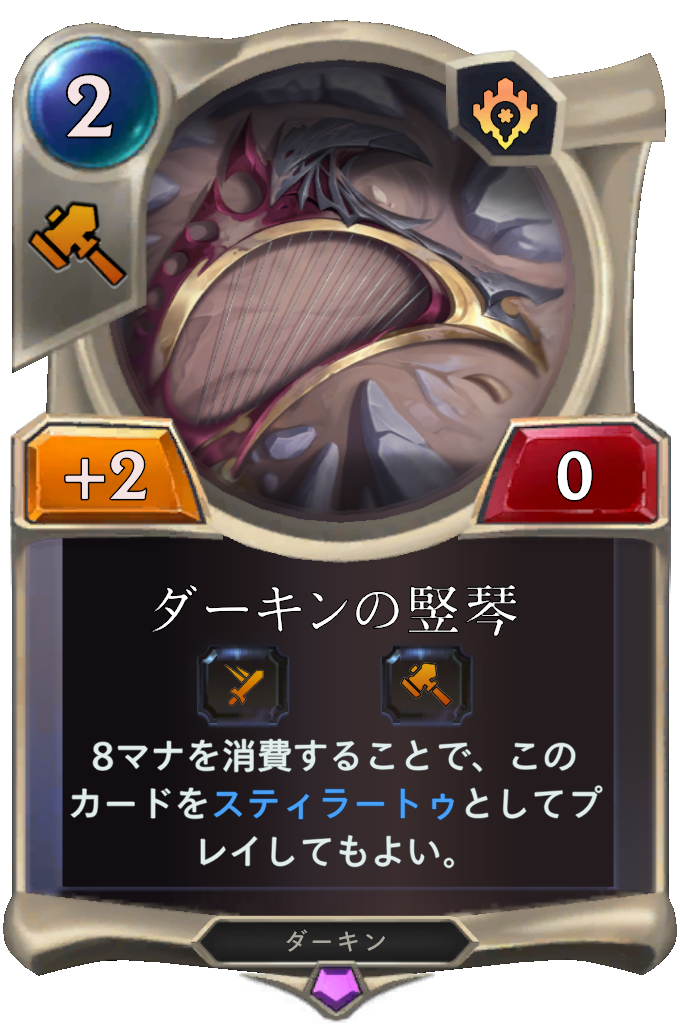 2
+2
0
ダーキンの竪琴
8マナを消費することで、この
カードをスティラートゥとしてプ
レイしてもよい。
ダーキン